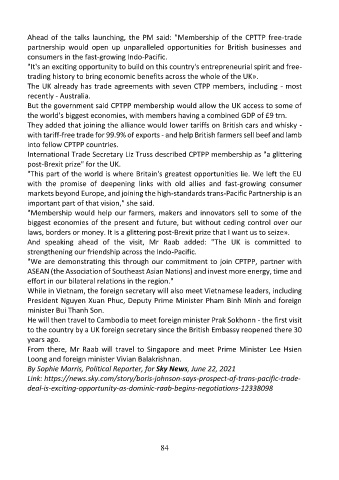 Ahead of the talks launching, the PM said: "Membership of the CPTTP free-trade
partnership would open up unparalleled opportunities for British businesses and
consumers in the fast-growing Indo-Pacific.
"It's an exciting opportunity to build on this country's entrepreneurial spirit and free-
trading history to bring economic benefits across the whole of the UK».
The UK already has trade agreements with seven CTPP members, including - most
recently - Australia.
But the government said CPTPP membership would allow the UK access to some of
the world's biggest economies, with members having a combined GDP of £9 trn.
They added that joining the alliance would lower tariffs on British cars and whisky -
with tariff-free trade for 99.9% of exports - and help British farmers sell beef and lamb
into fellow CPTPP countries.
International Trade Secretary Liz Truss described CPTPP membership as "a glittering
post-Brexit prize" for the UK.
"This part of the world is where Britain's greatest opportunities lie. We left the EU
with the promise of deepening links with old allies and fast-growing consumer
markets beyond Europe, and joining the high-standards trans-Pacific Partnership is an
important part of that vision," she said.
"Membership would help our farmers, makers and innovators sell to some of the
biggest economies of the present and future, but without ceding control over our
laws, borders or money. It is a glittering post-Brexit prize that I want us to seize».
And speaking ahead of the visit, Mr Raab added: "The UK is committed to
strengthening our friendship across the Indo-Pacific.
"We are demonstrating this through our commitment to join CPTPP, partner with
ASEAN (the Association of Southeast Asian Nations) and invest more energy, time and
effort in our bilateral relations in the region."
While in Vietnam, the foreign secretary will also meet Vietnamese leaders, including
President Nguyen Xuan Phuc, Deputy Prime Minister Pham Binh Minh and foreign
minister Bui Thanh Son.
He will then travel to Cambodia to meet foreign minister Prak Sokhonn - the first visit
to the country by a UK foreign secretary since the British Embassy reopened there 30
years ago.
From there, Mr Raab will travel to Singapore and meet Prime Minister Lee Hsien
Loong and foreign minister Vivian Balakrishnan.
By Sophie Morris, Political Reporter, for Sky News, June 22, 2021
Link: https://news.sky.com/story/boris-johnson-says-prospect-of-trans-pacific-trade-
deal-is-exciting-opportunity-as-dominic-raab-begins-negotiations-12338098
84